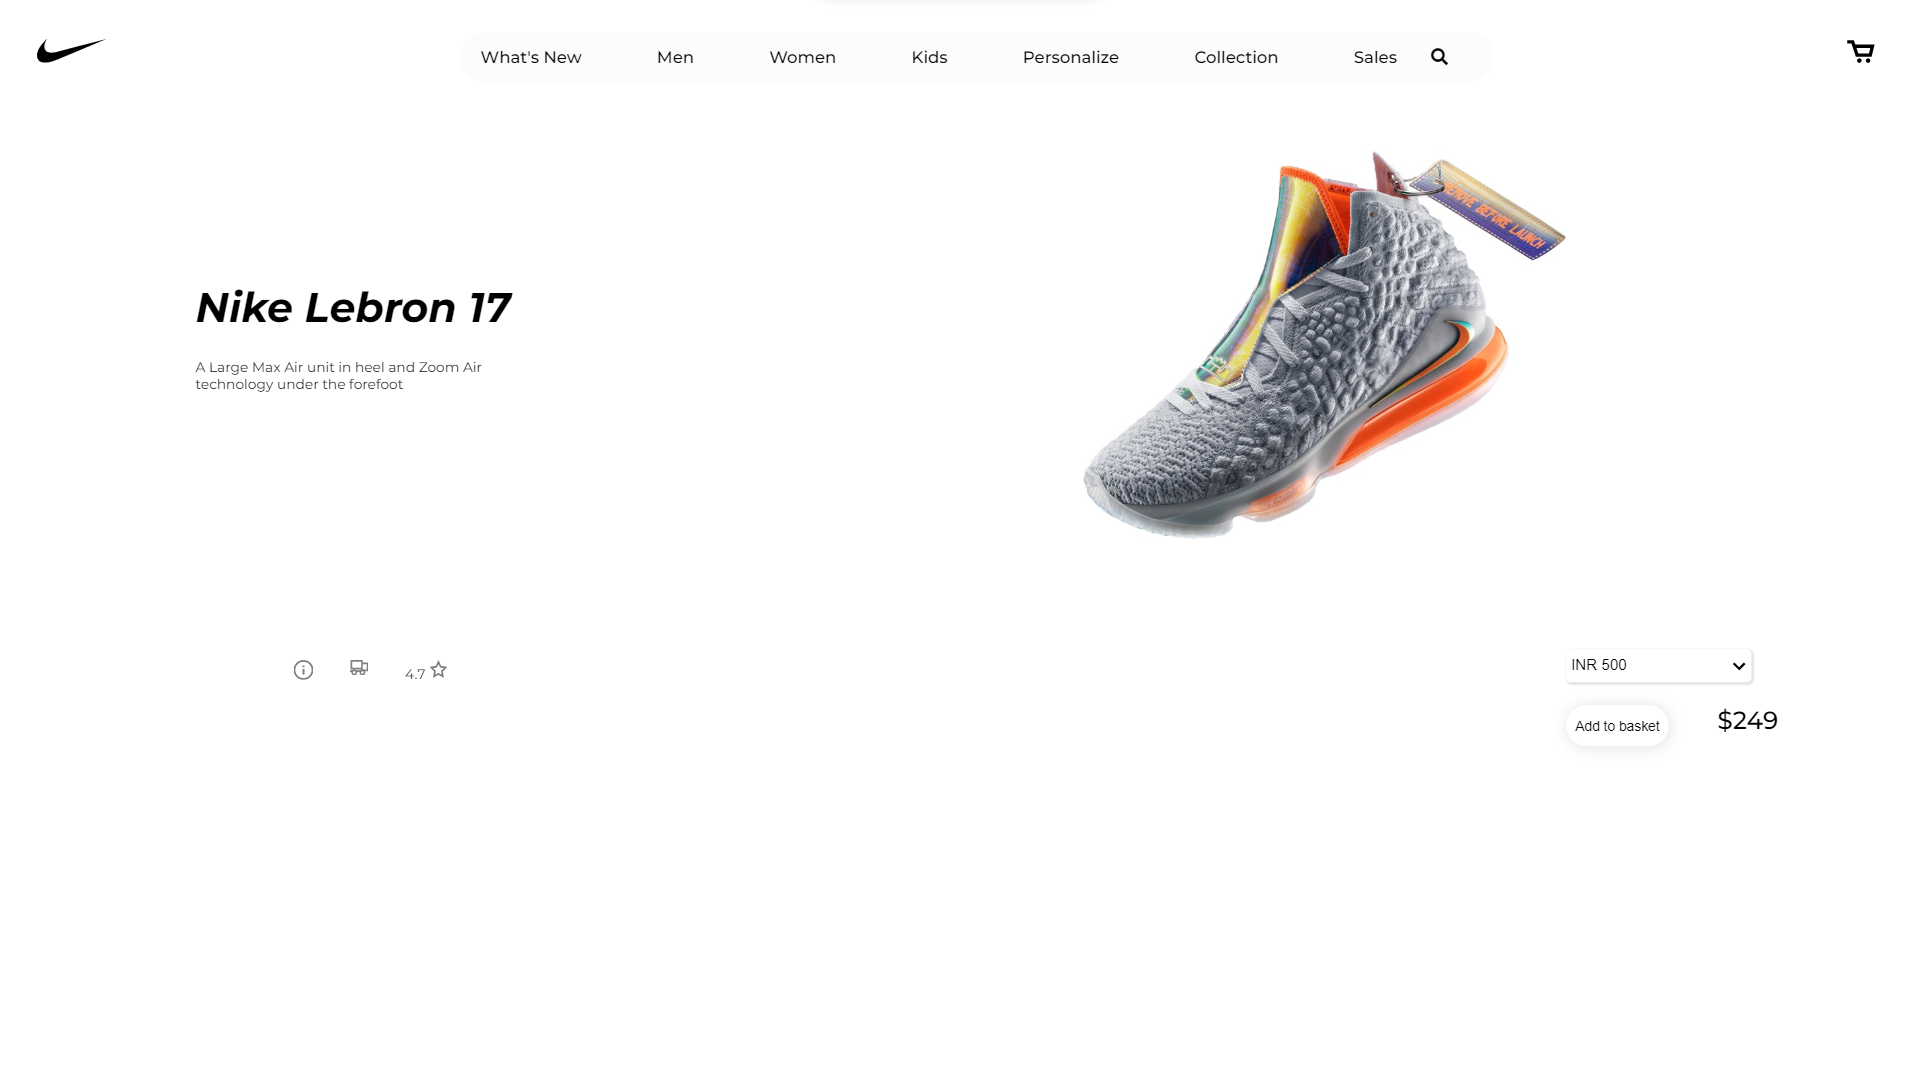 What's New Men Women Kids Personalize Collection Sales
REMOVE BEFORE LAUNCH
Nike Lebron 17
A Large Max Air unit in heel and Zoom Air
technology under the forefoot
4.7
INR 500
Add to basket $249